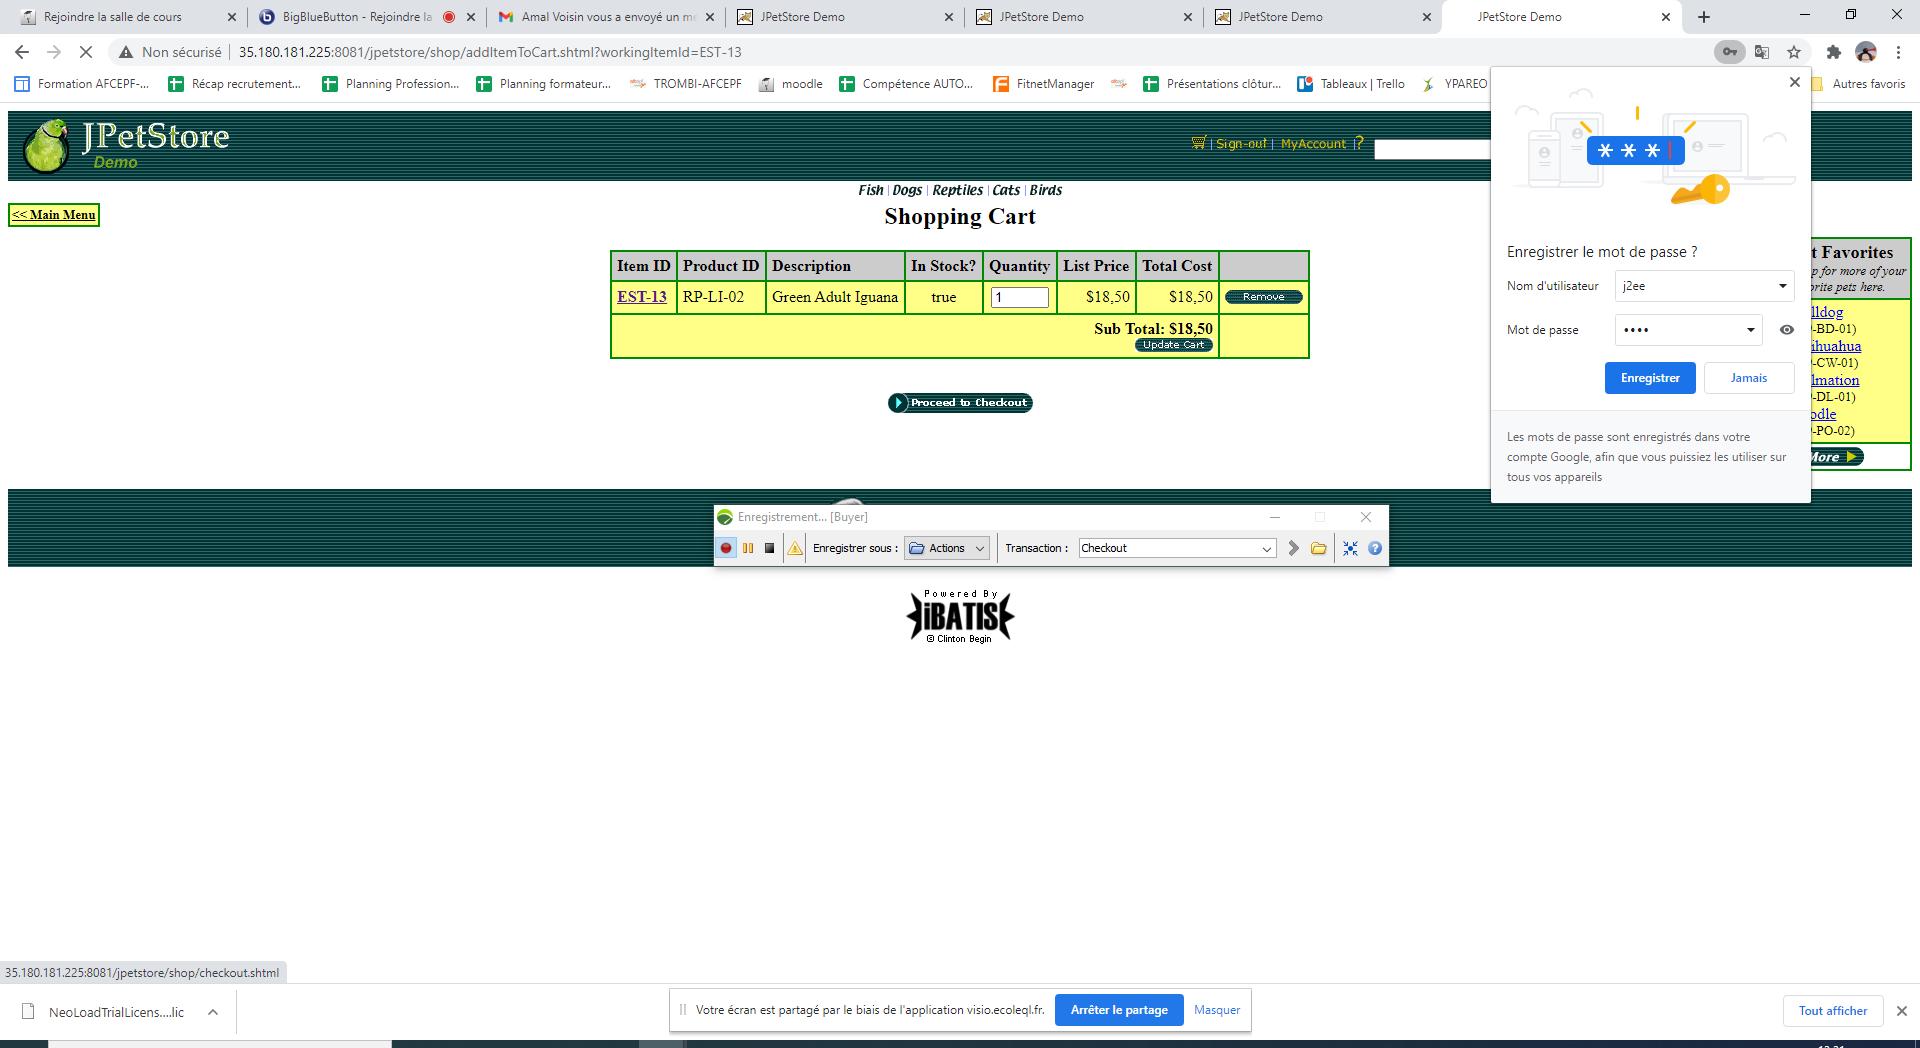 Rejoindre la salle de cours
BigBlueButton - Rejoindre la
Amal Voisin vous a envoyé un me
JPetStore Demo
JPetStore Demo
JPetStore Demo
JPetStore Demo
Non sécurisé
35.180.181.225:8081/jpetstore/shop/addItemToCart.shtml?workingItemId=EST-13
Formation AFCEPF-...
Récap recrutement...
Planning Profession...
Planning formateur...
TROMBI-AFCEPF
moodle
Compétence AUTO...
FitnetManager
Présentations clôtur...
Tableaux | Trello
YPAREO
Autres favoris
JPetStore
Demo
| Sign-out | MyAccount | ?
Fish | Dogs | Reptiles | Cats | Birds
<< Main Menu
Shopping Cart
Item ID Product ID Description In Stock? Quantity List Price Total Cost
EST-13 RP-LI-02 Green Adult Iguana true 1 $18,50 $18,50 Remove
Sub Total: $18,50
Update Cart
Proceed to Checkout
* * *
Enregistrer le mot de passe ?
Nom d'utilisateur j2ee
Mot de passe ••••
Enregistrer Jamais
Les mots de passe sont enregistrés dans votre
compte Google, afin que vous puissiez les utiliser sur
tous vos appareils
t Favorites
p for more of your
rite pets here.
lldog
-BD-01)
ihuahua
-CW-01)
lmation
-DL-01)
odle
-PO-02)
More
Enregistrement... [Buyer]
Enregistrer sous : Actions Transaction : Checkout
Powered By
iBATIS
© Clinton Begin
35.180.181.225:8081/jpetstore/shop/checkout.shtml
NeoLoadTrialLicens....lic
Votre écran est partagé par le biais de l'application visio.ecoleql.fr.
Arrêter le partage
Masquer
Tout afficher